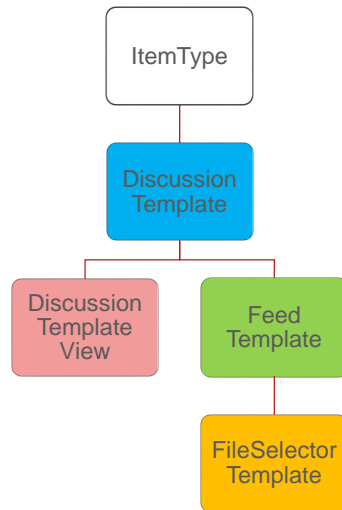 ItemType
Discussion
Template
Discussion
Template
View
Feed
Template
FileSelector
Template